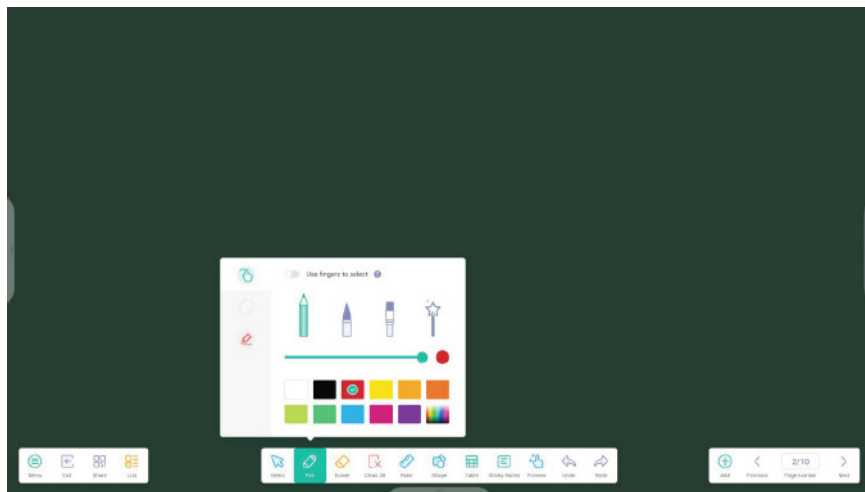 Use fingers to select ?
Menu Exit Share List
Select Pen Eraser Clear All Ruler Shape Table Sticky Notes Preview Undo Redo
2/10
Add Previous Page number Next